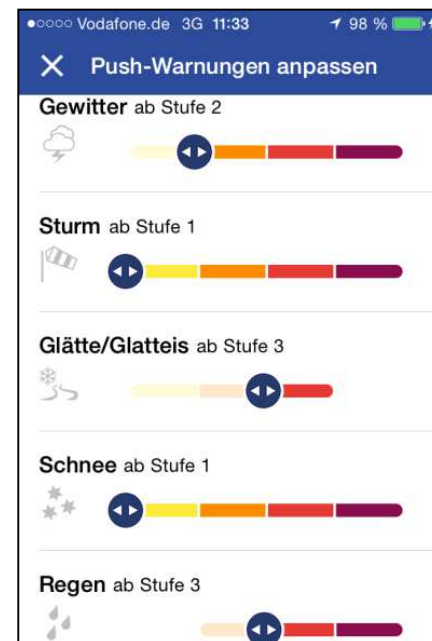 Vodafone.de 3G 11:33 98 %
Push-Warnungen anpassen
Gewitter ab Stufe 2
Sturm ab Stufe 1
Glätte/Glatteis ab Stufe 3
Schnee ab Stufe 1
Regen ab Stufe 3